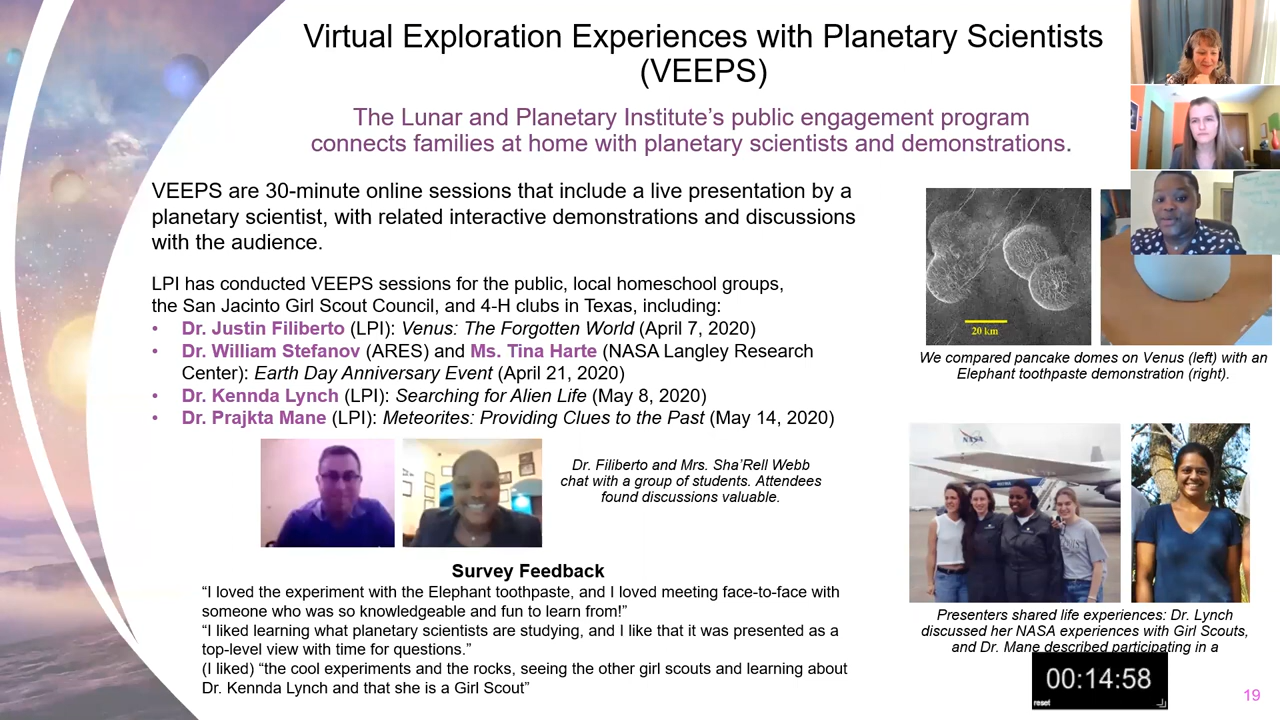 Virtual Exploration Experiences with Planetary Scientists
(VEEPS)
The Lunar and Planetary Institute’s public engagement program
connects families at home with planetary scientists and demonstrations.
VEEPS are 30-minute online sessions that include a live presentation by a
planetary scientist, with related interactive demonstrations and discussions
with the audience.
LPI has conducted VEEPS sessions for the public, local homeschool groups,
the San Jacinto Girl Scout Council, and 4-H clubs in Texas, including:
• Dr. Justin Filiberto (LPI): Venus: The Forgotten World (April 7, 2020)
• Dr. William Stefanov (ARES) and Ms. Tina Harte (NASA Langley Research
Center): Earth Day Anniversary Event (April 21, 2020)
• Dr. Kennda Lynch (LPI): Searching for Alien Life (May 8, 2020)
• Dr. Prajkta Mane (LPI): Meteorites: Providing Clues to the Past (May 14, 2020)
Dr. Filiberto and Mrs. Sha’Rell Webb
chat with a group of students. Attendees
found discussions valuable.
Survey Feedback
“I loved the experiment with the Elephant toothpaste, and I loved meeting face-to-face with
someone who was so knowledgeable and fun to learn from!”
“I liked learning what planetary scientists are studying, and I like that it was presented as a
top-level view with time for questions.”
(I liked) “the cool experiments and the rocks, seeing the other girl scouts and learning about
Dr. Kennda Lynch and that she is a Girl Scout”
20 km
We compared pancake domes on Venus (left) with an
Elephant toothpaste demonstration (right).
NASA
Presenters shared life experiences: Dr. Lynch
discussed her NASA experiences with Girl Scouts,
and Dr. Mane described participating in a
00:14:58
reset
19